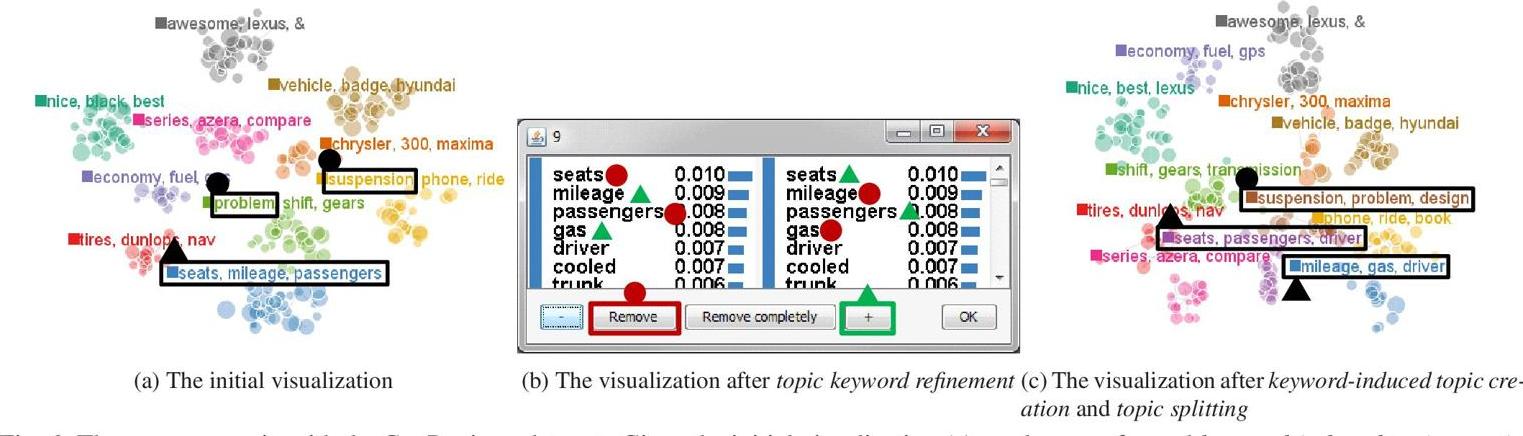 awesome, lexus, &
vehicle, badge, hyundai
nice, black, best
series, azera, compare
chrysler, 300, maxima
economy, fuel,
suspension, phone, ride
problem, shift, gears
tires, dunlops, nav
seats, mileage, passengers
(a) The initial visualization
9
seats 0.010
mileage 0.009
passengers 0.008
gas 0.008
driver 0.007
cooled 0.007
trunk 0.006
seats 0.010
mileage 0.009
passengers 0.008
gas 0.008
driver 0.007
cooled 0.007
trunk 0.006
- Remove Remove completely + OK
(b) The visualization after topic keyword refinement
awesome, lexus, &
economy, fuel, gps
nice, best, lexus
chrysler, 300, maxima
vehicle, badge, hyundai
shift, gears, transmission
suspension, problem, design
tires, dunlops, nav
phone, ride, book
seats, passengers, driver
series, azera, compare
mileage, gas, driver
(c) The visualization after keyword-induced topic cre-
ation and topic splitting